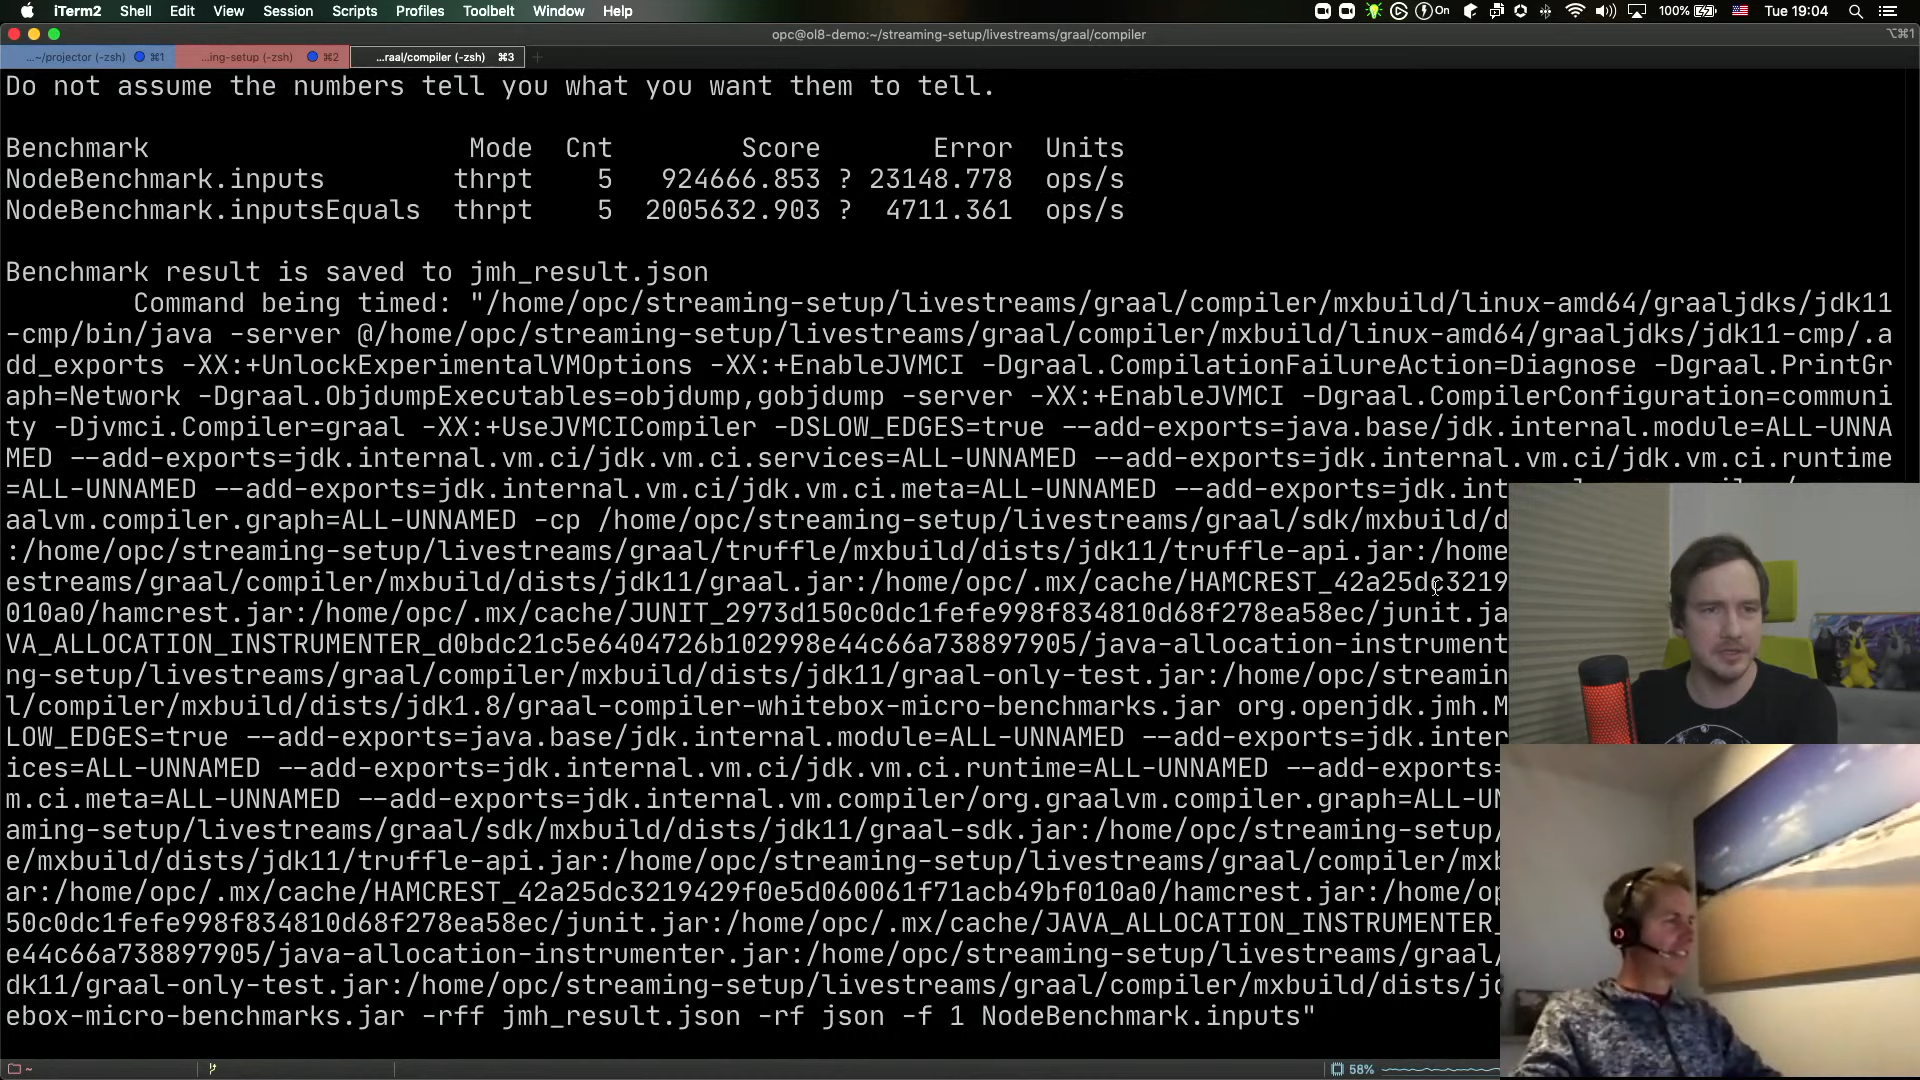 iTerm2 Shell Edit View Session Scripts Profiles Toolbelt Window Help On 100% Tue 19:04
opc@ol8-demo:~/streaming-setup/livestreams/graal/compiler ⌥⌘1
...~/projector (-zsh) ⌘1 ...ing-setup (-zsh) ⌘2 ...raal/compiler (-zsh) ⌘3 +
Do not assume the numbers tell you what you want them to tell.
Benchmark Mode Cnt Score Error Units
NodeBenchmark.inputs thrpt 5 924666.853 ? 23148.778 ops/s
NodeBenchmark.inputsEquals thrpt 5 2005632.903 ? 4711.361 ops/s
Benchmark result is saved to jmh_result.json
Command being timed: "/home/opc/streaming-setup/livestreams/graal/compiler/mxbuild/linux-amd64/graaljdks/jdk11
-cmp/bin/java -server @/home/opc/streaming-setup/livestreams/graal/compiler/mxbuild/linux-amd64/graaljdks/jdk11-cmp/.a
dd_exports -XX:+UnlockExperimentalVMOptions -XX:+EnableJVMCI -Dgraal.CompilationFailureAction=Diagnose -Dgraal.PrintGr
aph=Network -Dgraal.ObjdumpExecutables=objdump,gobjdump -server -XX:+EnableJVMCI -Dgraal.CompilerConfiguration=communi
ty -Djvmci.Compiler=graal -XX:+UseJVMCICompiler -DSLOW_EDGES=true --add-exports=java.base/jdk.internal.module=ALL-UNNA
MED --add-exports=jdk.internal.vm.ci/jdk.vm.ci.services=ALL-UNNAMED --add-exports=jdk.internal.vm.ci/jdk.vm.ci.runtime
=ALL-UNNAMED --add-exports=jdk.internal.vm.ci/jdk.vm.ci.meta=ALL-UNNAMED --add-exports=jdk.int
aalvm.compiler.graph=ALL-UNNAMED -cp /home/opc/streaming-setup/livestreams/graal/sdk/mxbuild/d
:/home/opc/streaming-setup/livestreams/graal/truffle/mxbuild/dists/jdk11/truffle-api.jar:/home
estreams/graal/compiler/mxbuild/dists/jdk11/graal.jar:/home/opc/.mx/cache/HAMCREST_42a25dc3219
010a0/hamcrest.jar:/home/opc/.mx/cache/JUNIT_2973d150c0dc1fefe998f834810d68f278ea58ec/junit.ja
VA_ALLOCATION_INSTRUMENTER_d0bdc21c5e6404726b102998e44c66a738897905/java-allocation-instrument
ng-setup/livestreams/graal/compiler/mxbuild/dists/jdk11/graal-only-test.jar:/home/opc/streamin
l/compiler/mxbuild/dists/jdk1.8/graal-compiler-whitebox-micro-benchmarks.jar org.openjdk.jmh.M
LOW_EDGES=true --add-exports=java.base/jdk.internal.module=ALL-UNNAMED --add-exports=jdk.inter
ices=ALL-UNNAMED --add-exports=jdk.internal.vm.ci/jdk.vm.ci.runtime=ALL-UNNAMED --add-exports=
m.ci.meta=ALL-UNNAMED --add-exports=jdk.internal.vm.compiler/org.graalvm.compiler.graph=ALL-UN
aming-setup/livestreams/graal/sdk/mxbuild/dists/jdk11/graal-sdk.jar:/home/opc/streaming-setup/
e/mxbuild/dists/jdk11/truffle-api.jar:/home/opc/streaming-setup/livestreams/graal/compiler/mxb
ar:/home/opc/.mx/cache/HAMCREST_42a25dc3219429f0e5d060061f71acb49bf010a0/hamcrest.jar:/home/op
50c0dc1fefe998f834810d68f278ea58ec/junit.jar:/home/opc/.mx/cache/JAVA_ALLOCATION_INSTRUMENTER_
e44c66a738897905/java-allocation-instrumenter.jar:/home/opc/streaming-setup/livestreams/graal/
dk11/graal-only-test.jar:/home/opc/streaming-setup/livestreams/graal/compiler/mxbuild/dists/jd
ebox-micro-benchmarks.jar -rff jmh_result.json -rf json -f 1 NodeBenchmark.inputs"
~ 58%